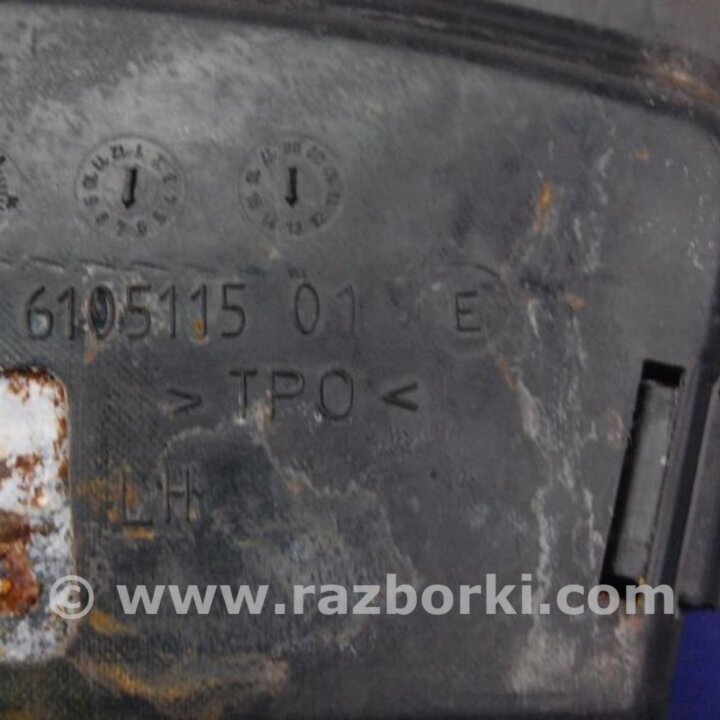 6105115 01 E
> TPO <
LH
© www.razborki.com